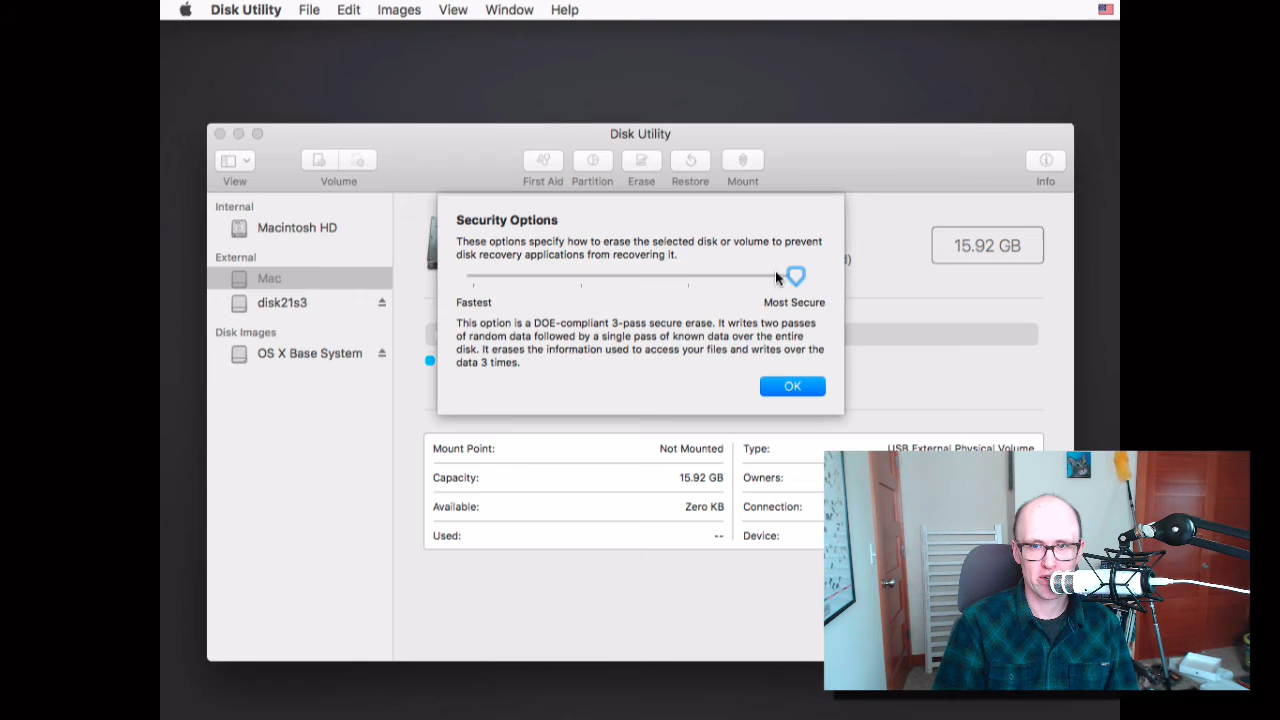 Disk Utility File Edit Images View Window Help
Disk Utility
View Volume First Aid Partition Erase Restore Mount Info
Internal
Macintosh HD
External
Mac
disk21s3
Disk Images
OS X Base System
Security Options
These options specify how to erase the selected disk or volume to prevent
disk recovery applications from recovering it.
Fastest Most Secure
This option is a DOE-compliant 3-pass secure erase. It writes two passes
of random data followed by a single pass of known data over the entire
disk. It erases the information used to access your files and writes over the
data 3 times.
OK
15.92 GB
Mount Point: Not Mounted Type: USB External Physical Volume
Capacity: 15.92 GB Owners:
Available: Zero KB Connection:
Used: -- Device: